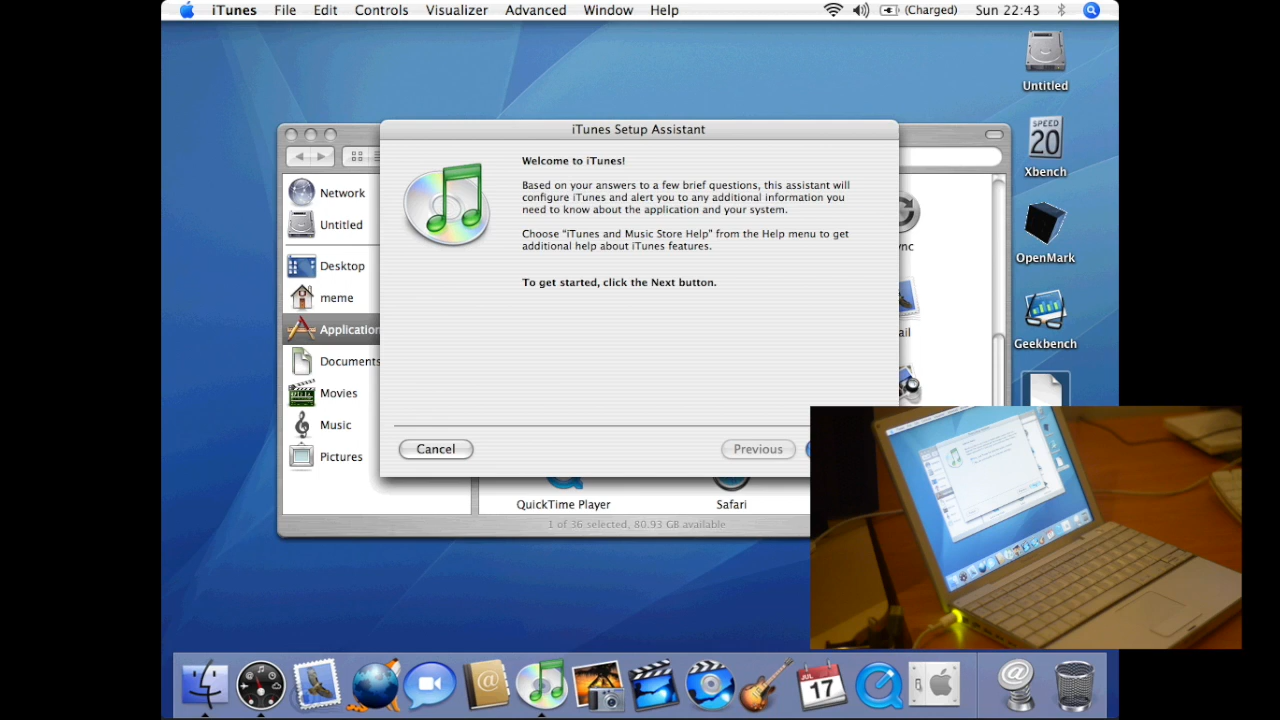 iTunes File Edit Controls Visualizer Advanced Window Help (Charged) Sun 22:43
Untitled
SPEED
20
Xbench
OpenMark
Geekbench
iTunes Setup Assistant
Welcome to iTunes!
Based on your answers to a few brief questions, this assistant will
configure iTunes and alert you to any additional information you
need to know about the application and your system.
Choose “iTunes and Music Store Help” from the Help menu to get
additional help about iTunes features.
To get started, click the Next button.
Cancel Previous
Network
Untitled
Desktop
meme
Application
Documents
Movies
Music
Pictures
QuickTime Player Safari
1 of 36 selected, 80.93 GB available
JUL
17